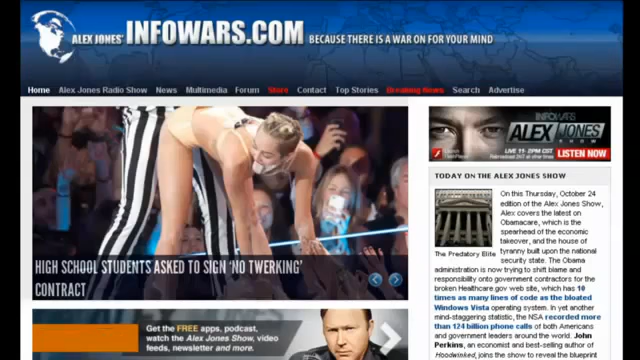 ALEX JONES' INFOWARS.COM BECAUSE THERE IS A WAR ON FOR YOUR MIND
Home Alex Jones Radio Show News Multimedia Forum Store Contact Top Stories Breaking News Search Advertise
HIGH SCHOOL STUDENTS ASKED TO SIGN 'NO TWERKING'
CONTRACT
Get the FREE apps, podcast,
watch the Alex Jones Show, video
feeds, newsletter and more.
INFOWARS
ALEX JONES
SHOW
LIVE 11- 2PM CST
LISTEN NOW
TODAY ON THE ALEX JONES SHOW
The Predatory Elite
On this Thursday, October 24
edition of the Alex Jones Show,
Alex covers the latest on
Obamacare, which is the
spearhead of the economic
takeover, and the house of
tyranny built upon the national
security state. The Obama
administration is now trying to shift blame and
responsibility onto government contractors for the
broken Healthcare.gov web site, which has 10
times as many lines of code as the bloated
Windows Vista operating system. In yet another
mind-staggering statistic, the NSA recorded more
than 124 billion phone calls of both Americans
and government leaders around the world. John
Perkins, an economist and best-selling author of
Hoodwinked, joins the show to reveal the blueprint